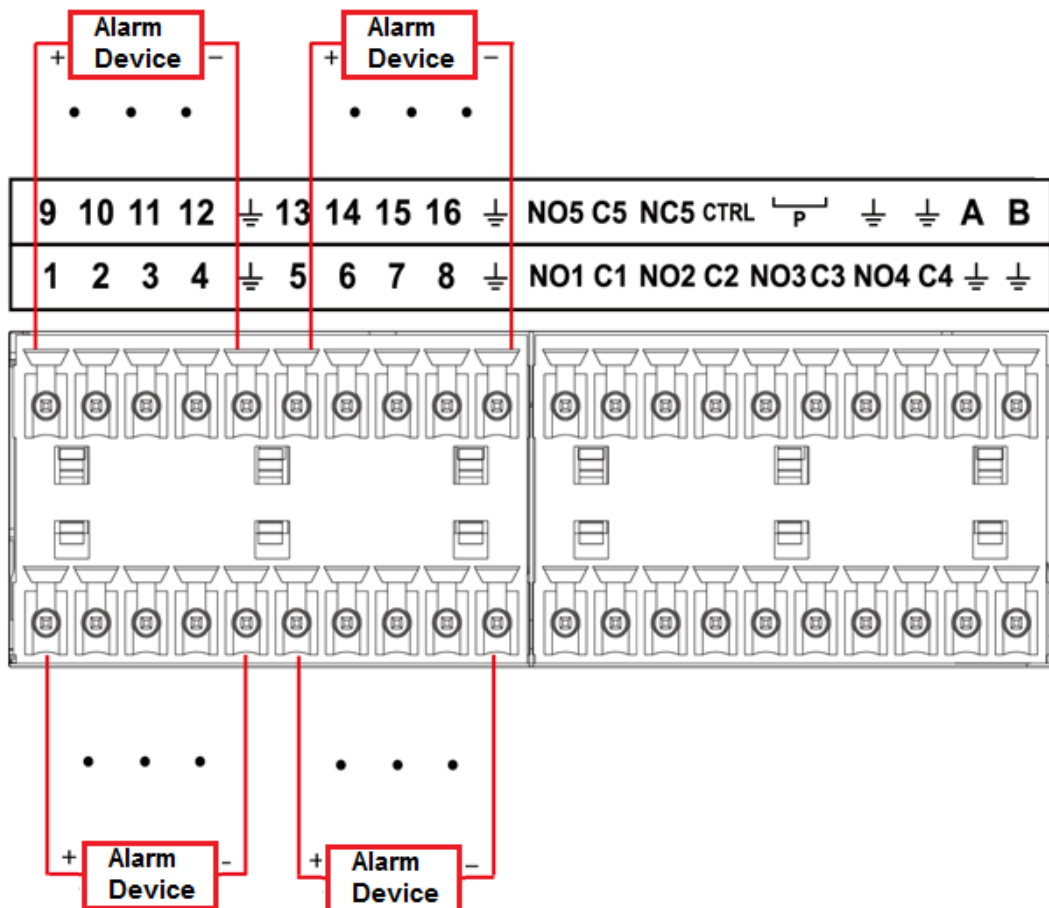 Alarm
Device
+ −
Alarm
Device
+ −
9 10 11 12 ⏚ 13 14 15 16 ⏚ NO5 C5 NC5 CTRL P ⏚ ⏚ A B
1 2 3 4 ⏚ 5 6 7 8 ⏚ NO1 C1 NO2 C2 NO3 C3 NO4 C4 ⏚ ⏚
+ Alarm -
Device
+ Alarm −
Device